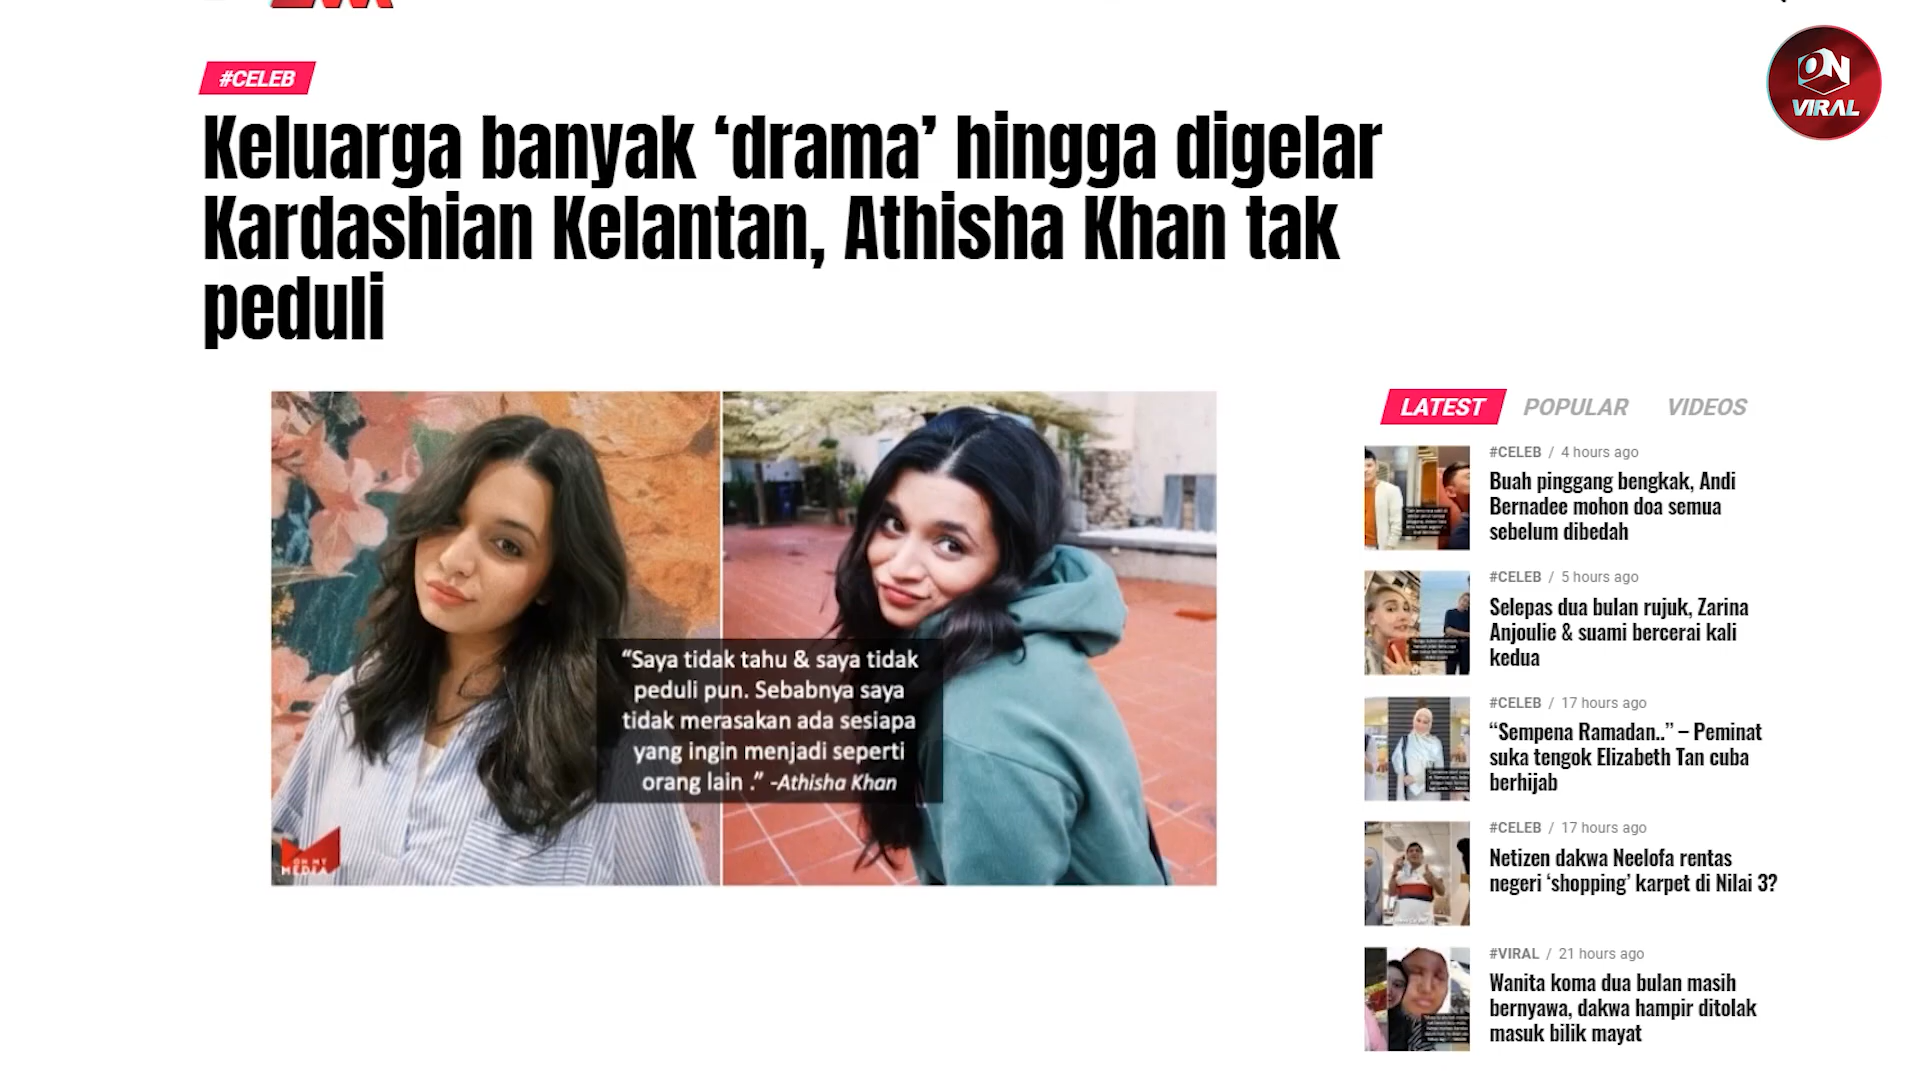 #CELEB
Keluarga banyak ‘drama’ hingga digelar
Kardashian Kelantan, Athisha Khan tak
peduli
ON
VIRAL
“Saya tidak tahu & saya tidak
peduli pun. Sebabnya saya
tidak merasakan ada sesiapa
yang ingin menjadi seperti
orang lain .” -Athisha Khan
OH MY
MEDIA
LATEST POPULAR VIDEOS
#CELEB / 4 hours ago
Buah pinggang bengkak, Andi
Bernadee mohon doa semua
sebelum dibedah
#CELEB / 5 hours ago
Selepas dua bulan rujuk, Zarina
Anjoulie & suami bercerai kali
kedua
#CELEB / 17 hours ago
“Sempena Ramadan..” – Peminat
suka tengok Elizabeth Tan cuba
berhijab
#CELEB / 17 hours ago
Netizen dakwa Neelofa rentas
negeri ‘shopping’ karpet di Nilai 3?
#VIRAL / 21 hours ago
Wanita koma dua bulan masih
bernyawa, dakwa hampir ditolak
masuk bilik mayat